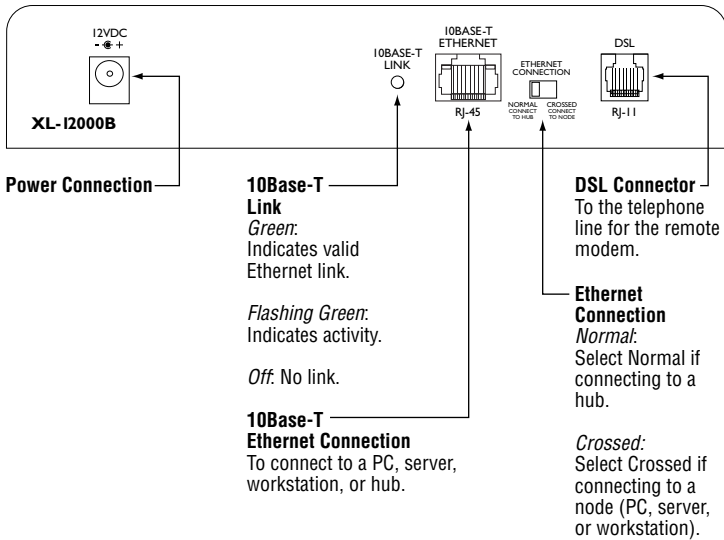 12VDC
- +
XL-12000B
10BASE-T
LINK
10BASE-T
ETHERNET
RJ-45
ETHERNET
CONNECTION
NORMAL
CONNECT
TO HUB
CROSSED
CONNECT
TO NODE
DSL
RJ-11
Power Connection
10Base-T
Link
Green:
Indicates valid
Ethernet link.
Flashing Green:
Indicates activity.
Off: No link.
10Base-T
Ethernet Connection
To connect to a PC, server,
workstation, or hub.
DSL Connector
To the telephone
line for the remote
modem.
Ethernet
Connection
Normal:
Select Normal if
connecting to a
hub.
Crossed:
Select Crossed if
connecting to a
node (PC, server,
or workstation).